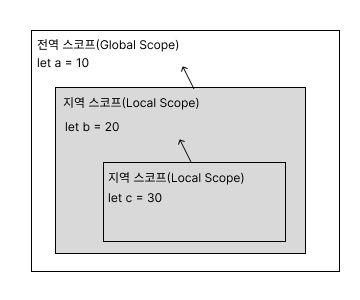 전역 스코프(Global Scope)
let a = 10
지역 스코프(Local Scope)
let b = 20
지역 스코프(Local Scope)
let c = 30